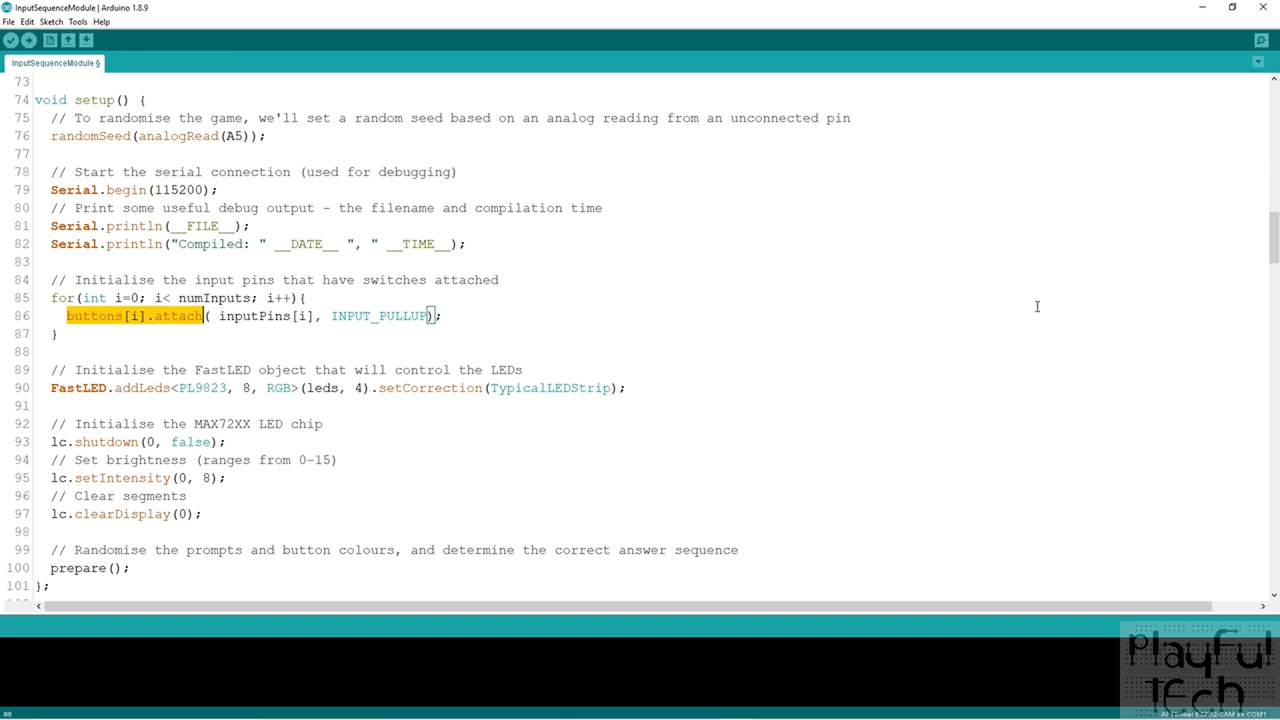 InputSequenceModule | Arduino 1.8.9
File Edit Sketch Tools Help
InputSequenceModule §
73
74 void setup() {
75 // To randomise the game, we'll set a random seed based on an analog reading from an unconnected pin
76 randomSeed(analogRead(A5));
77
78 // Start the serial connection (used for debugging)
79 Serial.begin(115200);
80 // Print some useful debug output - the filename and compilation time
81 Serial.println(__FILE__);
82 Serial.println("Compiled: " __DATE__ ", " __TIME__);
83
84 // Initialise the input pins that have switches attached
85 for(int i=0; i< numInputs; i++){
86 buttons[i].attach( inputPins[i], INPUT_PULLUP);
87 }
88
89 // Initialise the FastLED object that will control the LEDs
90 FastLED.addLeds<PL9823, 8, RGB>(leds, 4).setCorrection(TypicalLEDStrip);
91
92 // Initialise the MAX72XX LED chip
93 lc.shutdown(0, false);
94 // Set brightness (ranges from 0-15)
95 lc.setIntensity(0, 8);
96 // Clear segments
97 lc.clearDisplay(0);
98
99 // Randomise the prompts and button colours, and determine the correct answer sequence
100 prepare();
101 };
PlayFul
TEch
86 AI Thinker ESP32-CAM on COM1